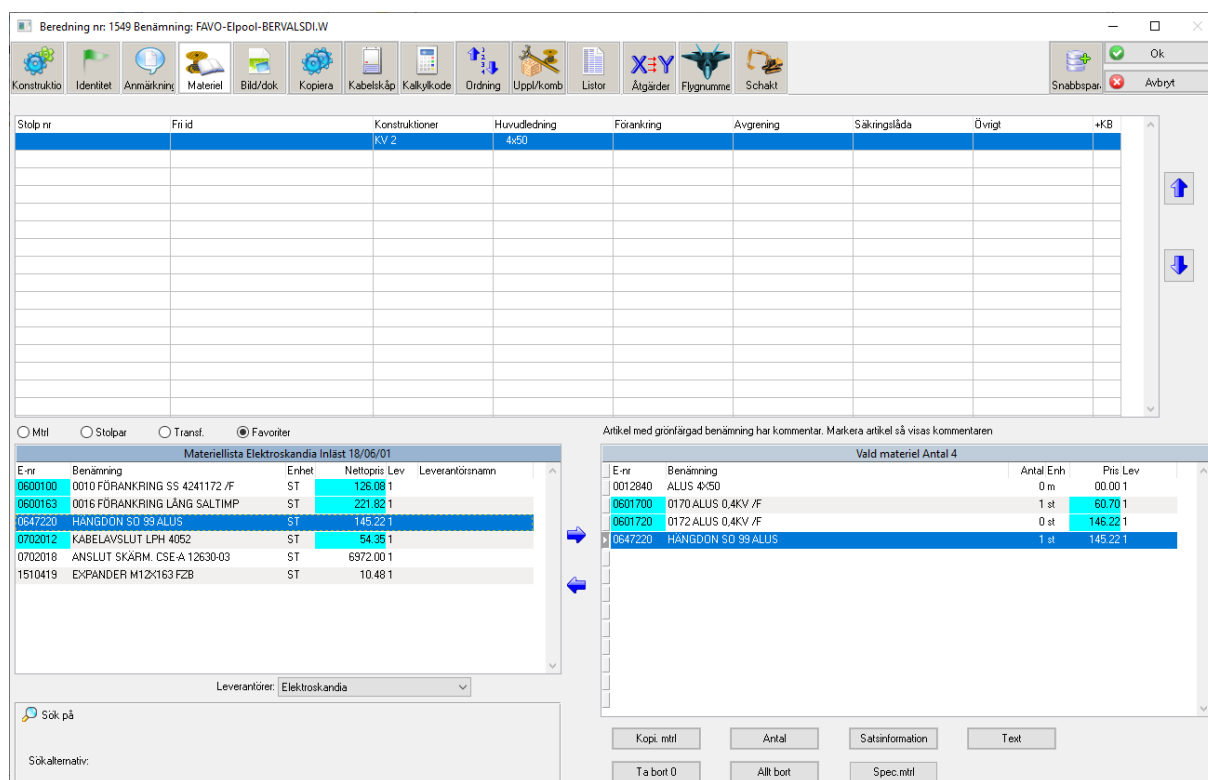 Beredning nr: 1549 Benämning: FAVO-Elpool-BERVALSDI.W
Konstruktio Identitet Anmärkning Materiel Bild/dok Kopiera Kabelskåp Kalkylkode Ordning Uppl/komb Listor Åtgärder Flygnumme Schakt Snabbspar. Ok
Avbryt
Stolp nr Fri id Konstruktioner Huvudledning Förankring Avgrening Säkringslåda Övrigt +KB
KV 2 4x50
Mtrl Stolpar Transf. Favoriter
Artikel med grönfärgad benämning har kommentar. Markera artikel så visas kommentaren
Materiellista Elektroskandia Inläst 18/06/01
E-nr Benämning Enhet Nettopris Lev Leverantörsnamn
0600100 0010 FÖRANKRING SS 4241172 /F ST 126.08 1
0600163 0016 FÖRANKRING LÅNG SALTIMP ST 221.82 1
0647220 HÄNGDON SO 99 ALUS ST 145.22 1
0702012 KABELAVSLUT LPH 4052 ST 54.35 1
0702018 ANSLUT SKÄRM. CSE-A 12630-03 ST 6972.00 1
1510419 EXPANDER M12X163 FZB ST 10.48 1
Leverantörer: Elektroskandia
Sök på
Sökalternativ:
Vald materiel Antal 4
E-nr Benämning Antal Enh Pris Lev
0012840 ALUS 4X50 0 m 00.00 1
0601700 0170 ALUS 0,4KV /F 1 st 60.70 1
0601720 0172 ALUS 0,4KV /F 0 st 146.22 1
0647220 HÄNGDON SO 99 ALUS 1 st 145.22 1
Kopi. mtrl Antal Satsinformation Text
Ta bort 0 Allt bort Spec.mtrl